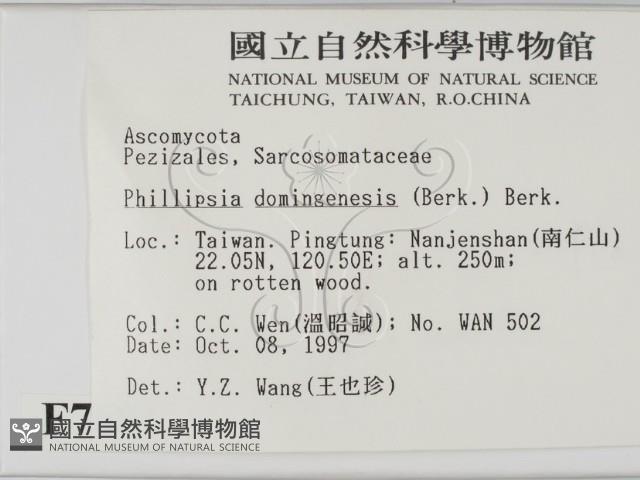 國立自然科學博物館
NATIONAL MUSEUM OF NATURAL SCIENCE
TAICHUNG, TAIWAN, R.O.CHINA
Ascomycota
Pezizales, Sarcosomataceae
Phillipsia domingenesis (Berk.) Berk.
Loc.: Taiwan. Pingtung: Nanjenshan(南仁山)
22.05N, 120.50E; alt. 250m;
on rotten wood.
Col.: C.C. Wen(溫昭誠); No. WAN 502
Date: Oct. 08, 1997
Det.: Y.Z. Wang(王也珍)
國立自然科學博物館
NATIONAL MUSEUM OF NATURAL SCIENCE